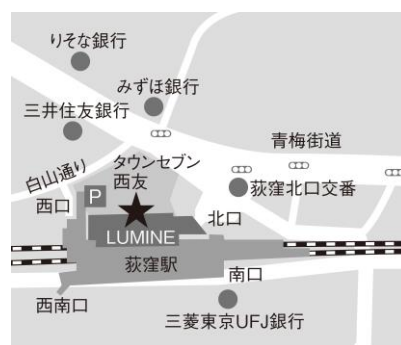 りそな銀行
みずほ銀行
三井住友銀行
青梅街道
白山通り
タウンセブン
西友
荻窪北口交番
P
西口
北口
LUMINE
荻窪駅
南口
西南口
三菱東京UFJ銀行